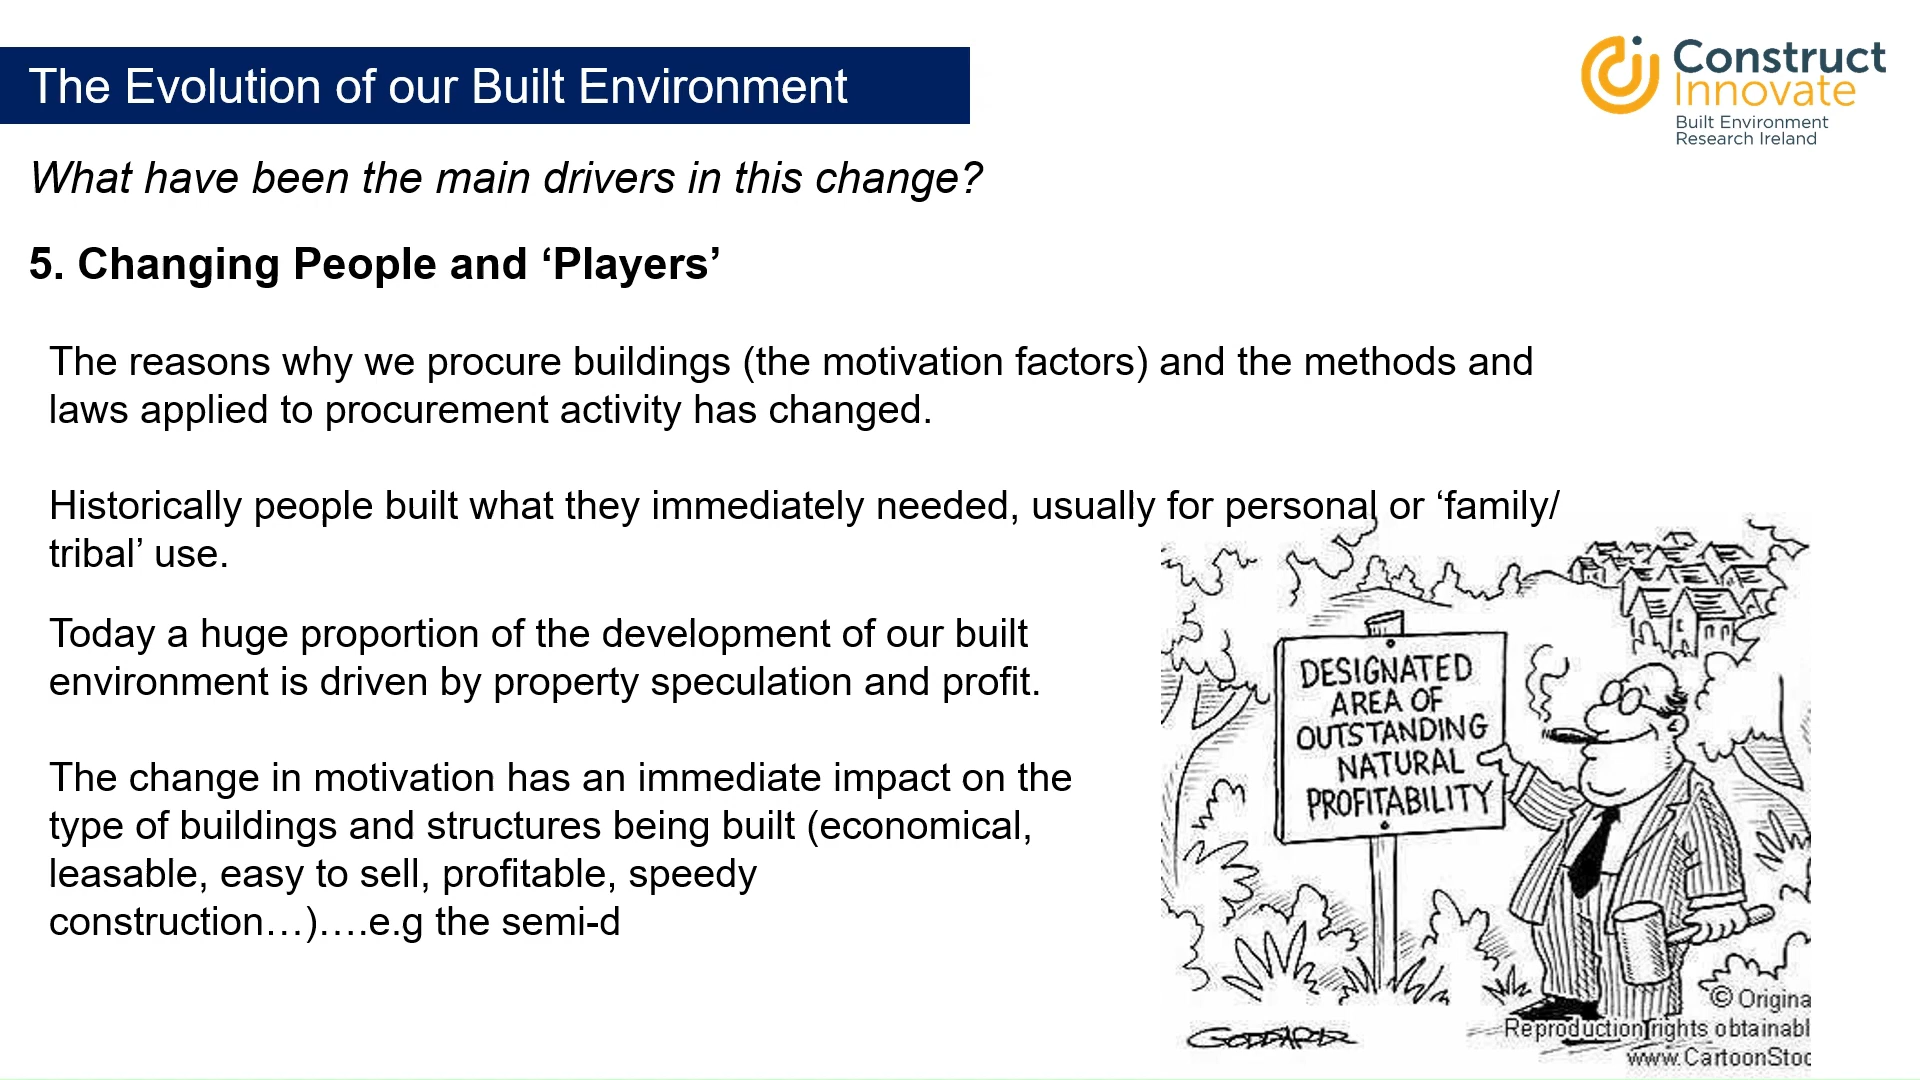 The Evolution of our Built Environment
Construct
Innovate
Built Environment
Research Ireland
What have been the main drivers in this change?
5. Changing People and ‘Players’
The reasons why we procure buildings (the motivation factors) and the methods and
laws applied to procurement activity has changed.
Historically people built what they immediately needed, usually for personal or ‘family/
tribal’ use.
Today a huge proportion of the development of our built
environment is driven by property speculation and profit.
The change in motivation has an immediate impact on the
type of buildings and structures being built (economical,
leasable, easy to sell, profitable, speedy
construction…)….e.g the semi-d
DESIGNATED
AREA OF
OUTSTANDING
NATURAL
PROFITABILITY
GODDARD
© Origina
Reproduction rights obtainabl
www.CartoonStoc